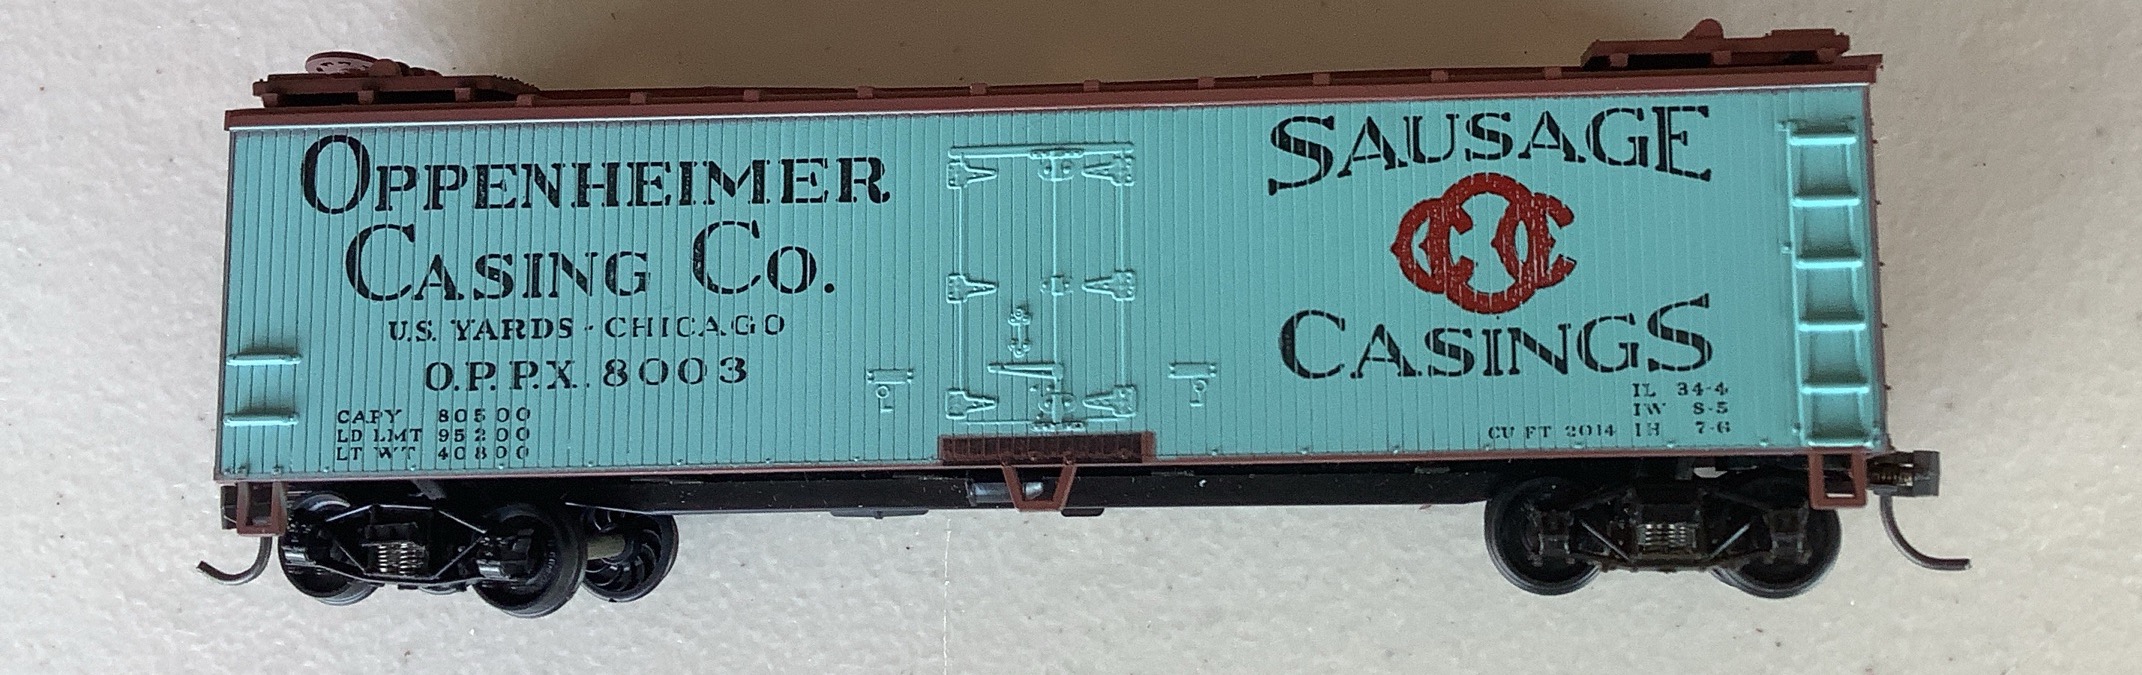 OPPENHEIMER
CASING CO.
U.S. YARDS - CHICAGO
O.P.P.X. 8003
CAPY 80500
LD LMT 95200
LT WT 40800
SAUSAGE
OCC
CASINGS
IL 34-4
IW 8-5
CU FT 2014 IH 7-6